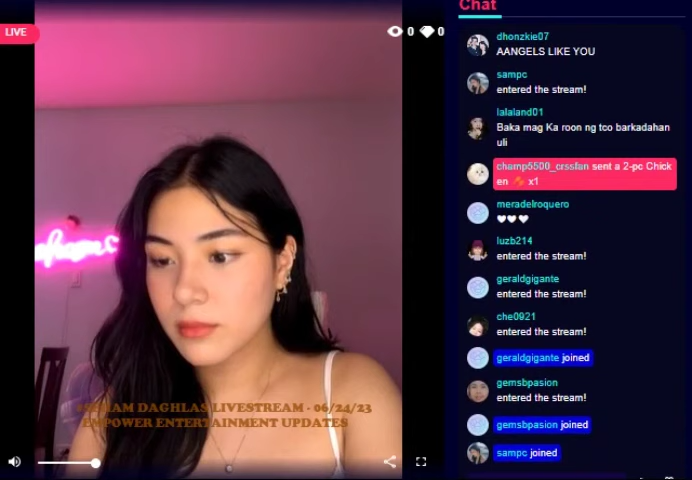 Chat
LIVE
0
0
dhonzkie07
AANGELS LIKE YOU
sampc
entered the stream!
lalaland01
Baka mag Ka roon ng tco barkadahan
uli
champ5500_crssfan sent a 2-pc Chick
en x1
meradelroquero
luzb214
entered the stream!
geraldgigante
entered the stream!
che0921
entered the stream!
geraldgigante joined
gemsbpasion
entered the stream!
gemsbpasion joined
sampc joined
DAGHLAS LIVESTREAM - 06/24/23
EMPOWER ENTERTAINMENT UPDATES